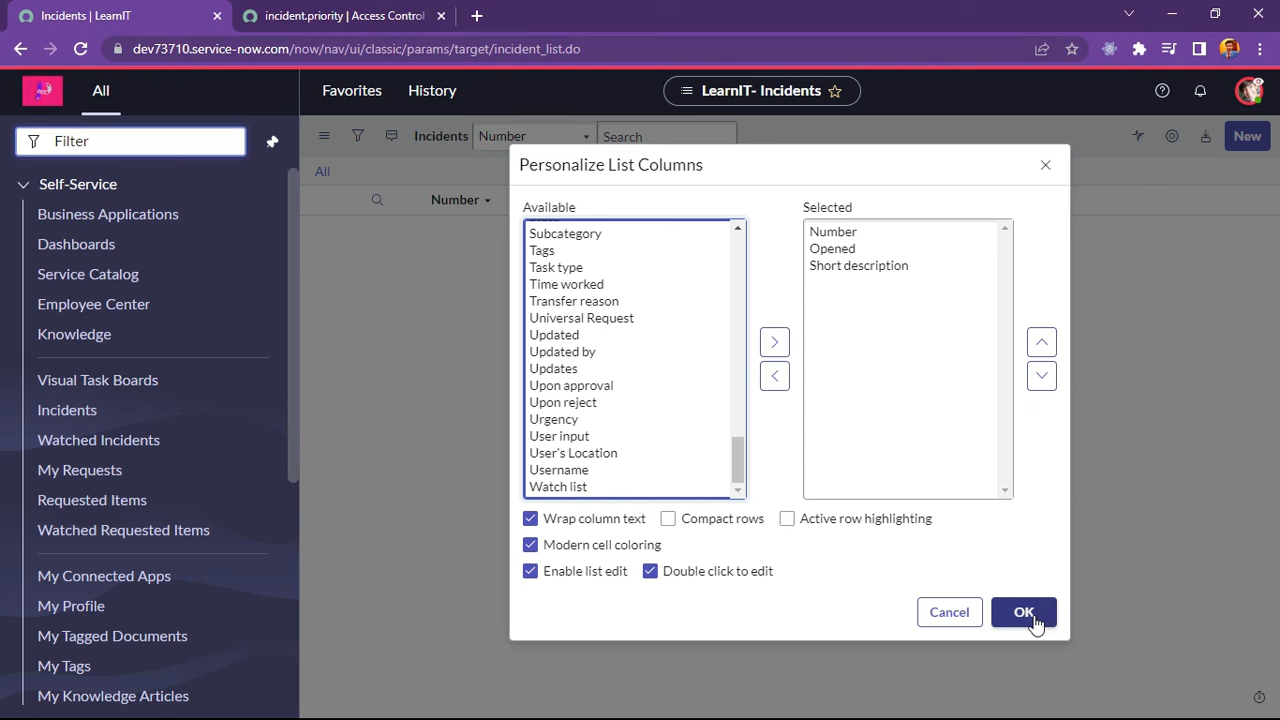 Incidents | LearnIT
incident.priority | Access Control
dev73710.service-now.com/now/nav/ui/classic/params/target/incident_list.do
All
Favorites
History
LearnIT- Incidents
Filter
Incidents
Number
Search
New
All
Number
Self-Service
Business Applications
Dashboards
Service Catalog
Employee Center
Knowledge
Visual Task Boards
Incidents
Watched Incidents
My Requests
Requested Items
Watched Requested Items
My Connected Apps
My Profile
My Tagged Documents
My Tags
My Knowledge Articles
Personalize List Columns
Available
Subcategory
Tags
Task type
Time worked
Transfer reason
Universal Request
Updated
Updated by
Updates
Upon approval
Upon reject
Urgency
User input
User's Location
Username
Watch list
Selected
Number
Opened
Short description
Wrap column text
Compact rows
Active row highlighting
Modern cell coloring
Enable list edit
Double click to edit
Cancel
OK